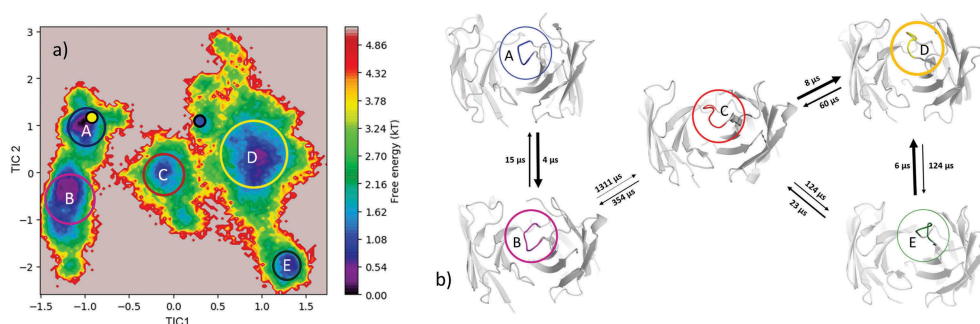 a)
TIC 2
3
2
1
0
−1
−2
−1.5
−1.0
−0.5
0.0
0.5
1.0
1.5
TIC1
A
B
C
D
E
4.86
4.32
3.78
3.24
2.70
2.16
1.62
1.08
0.54
0.00
Free energy (kT)
b)
A
15 µs
4 µs
B
1311 µs
354 µs
C
8 µs
60 µs
D
6 µs
124 µs
124 µs
23 µs
E